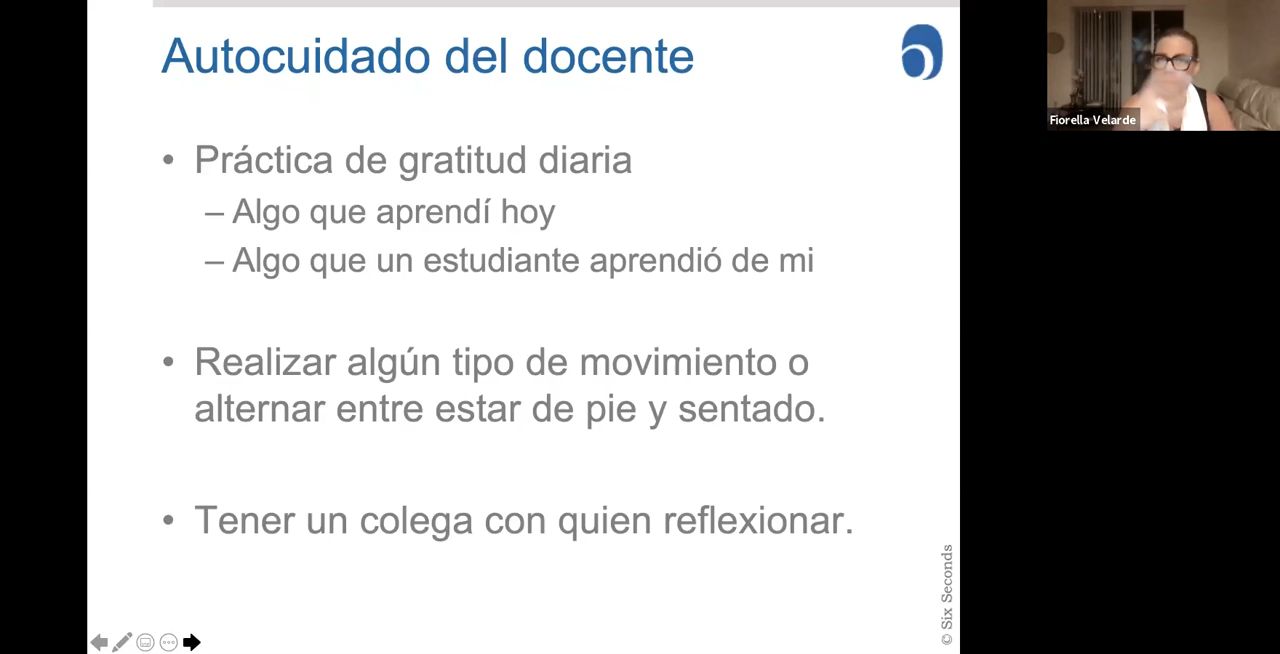 Autocuidado del docente
• Práctica de gratitud diaria
– Algo que aprendí hoy
– Algo que un estudiante aprendió de mi
• Realizar algún tipo de movimiento o
alternar entre estar de pie y sentado.
• Tener un colega con quien reflexionar.
© Six Seconds
Fiorella Velarde